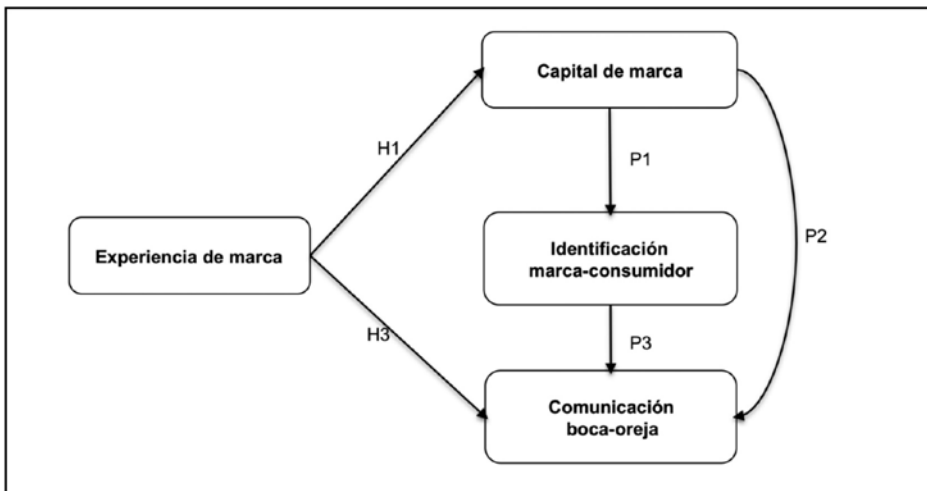 Capital de marca
H1
P1
Experiencia de marca
Identificación
marca-consumidor
P2
H3
P3
Comunicación
boca-oreja